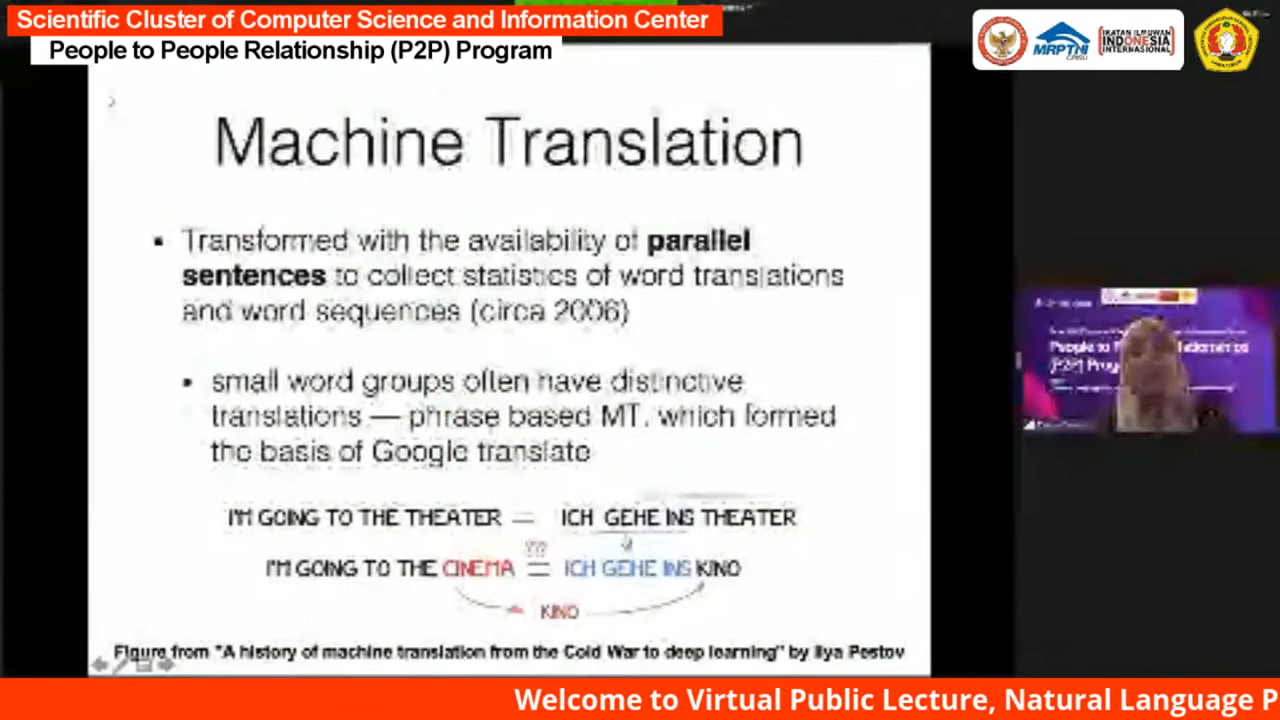 Scientific Cluster of Computer Science and Information Center
People to People Relationship (P2P) Program
MRPTNI
IKATAN ILMUWAN
INDONESIA
INTERNASIONAL
Machine Translation
▪ Transformed with the availability of parallel
sentences to collect statistics of word translations
and word sequences (circa 2006)
▪ small word groups often have distinctive
translations — phrase based MT, which formed
the basis of Google translate
I'M GOING TO THE THEATER = ICH GEHE INS THEATER
???
I'M GOING TO THE CINEMA = ICH GEHE INS KINO
KINO
Figure from "A history of machine translation from the Cold War to deep learning" by Ilya Pestov
People to
(P2P) Prog
Welcome to Virtual Public Lecture, Natural Language P